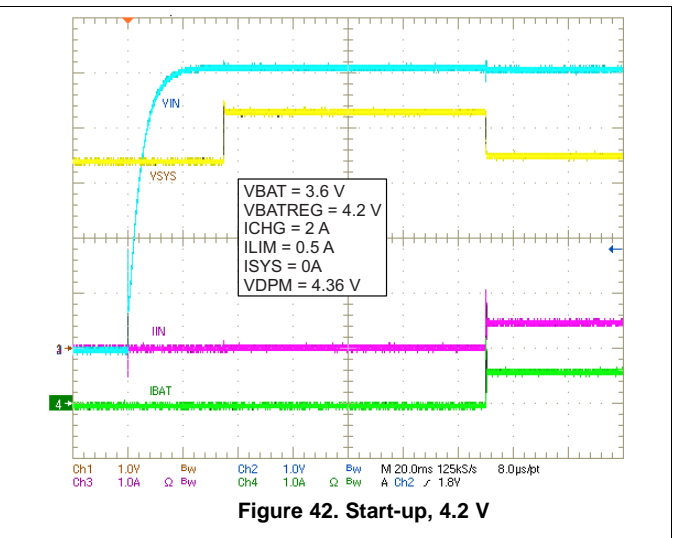 VIN
VSYS
VBAT = 3.6 V
VBATREG = 4.2 V
ICHG = 2 A
ILIM = 0.5 A
ISYS = 0A
VDPM = 4.36 V
IIN
IBAT
4
Ch1 1.0V Bw Ch2 1.0V Bw M 20.0ms 125kS/s 8.0µs/pt
Ch3 1.0A Ω Bw Ch4 1.0A Ω Bw A Ch2 ∕ 1.8V
Figure 42. Start-up, 4.2 V